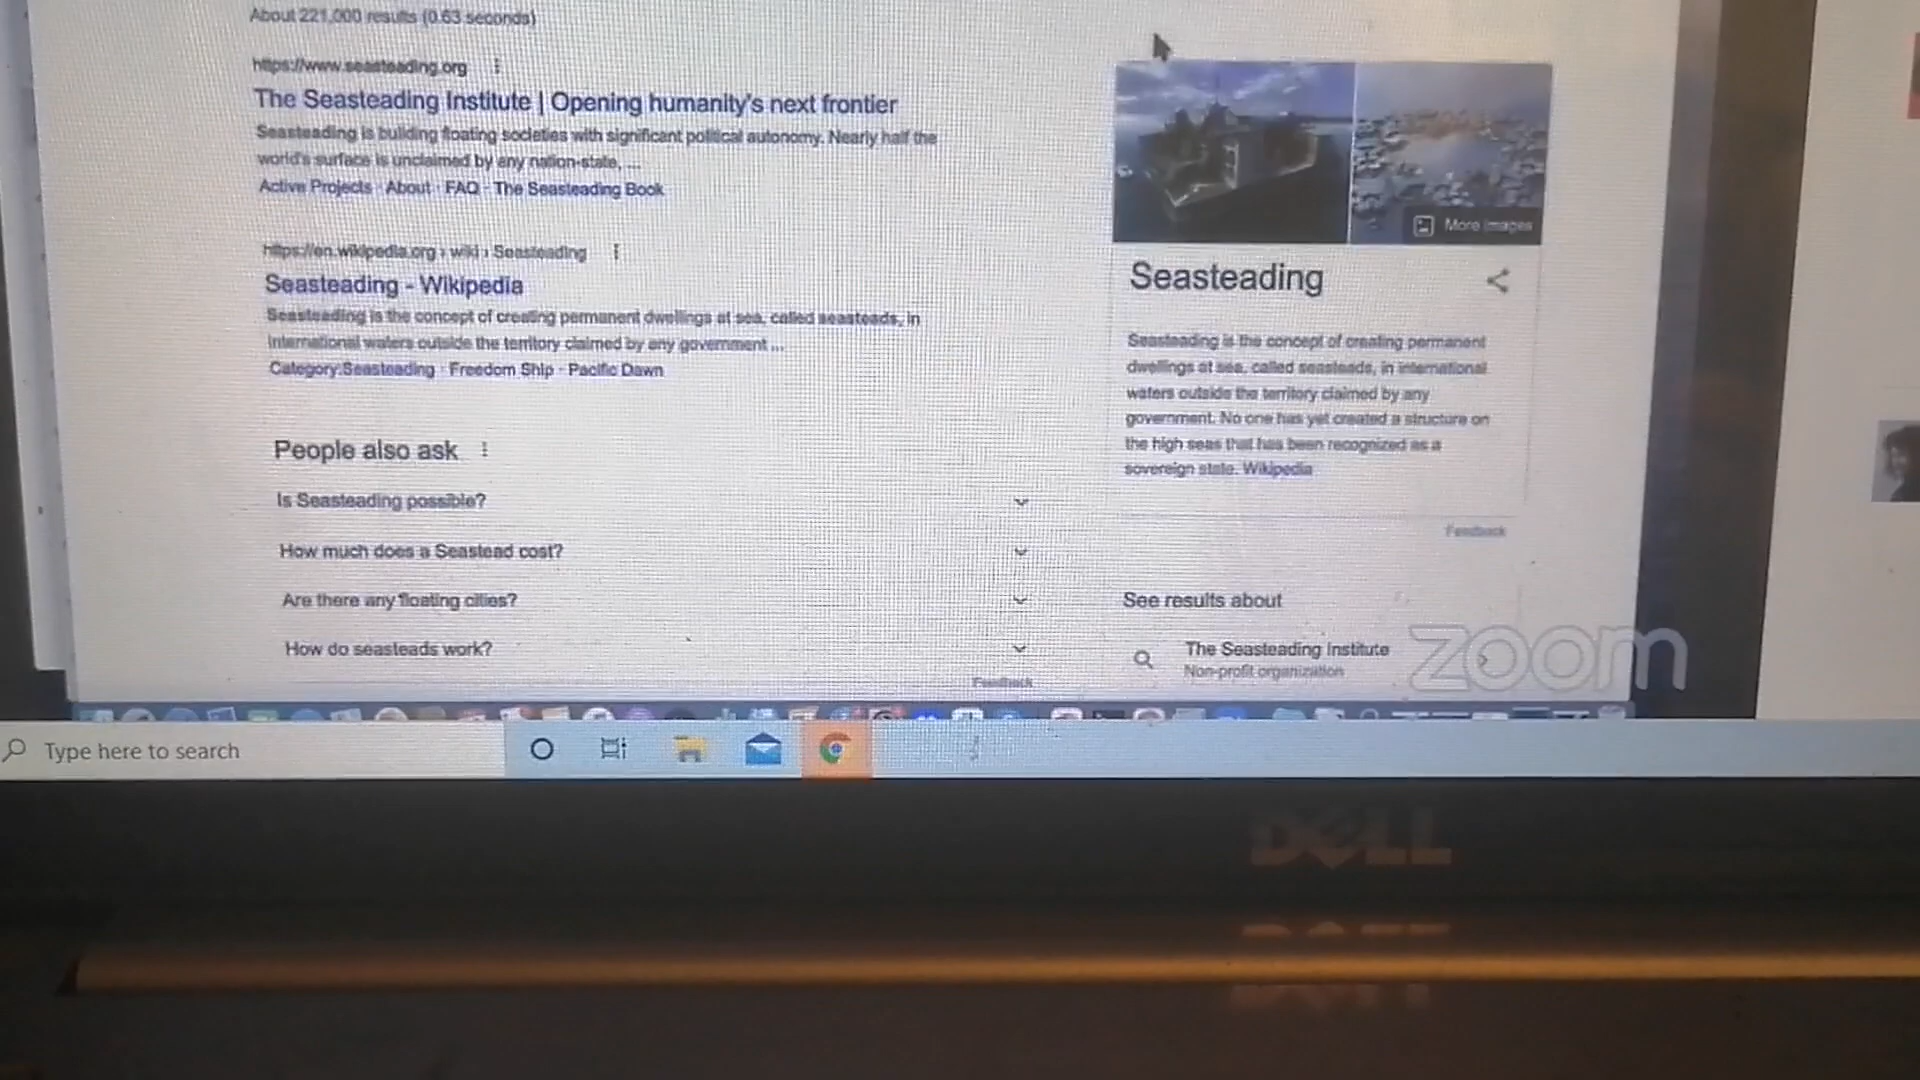 About 221,000 results (0.63 seconds)
https://www.seasteading.org
The Seasteading Institute | Opening humanity's next frontier
Seasteading is building floating societies with significant political autonomy. Nearly half the
world's surface is unclaimed by any nation-state, ...
Active Projects · About · FAQ · The Seasteading Book
https://en.wikipedia.org › wiki › Seasteading
Seasteading - Wikipedia
Seasteading is the concept of creating permanent dwellings at sea, called seasteads, in
international waters outside the territory claimed by any government ...
Category:Seasteading · Freedom Ship · Pacific Dawn
People also ask
Is Seasteading possible?
How much does a Seastead cost?
Are there any floating cities?
How do seasteads work?
Feedback
More images
Seasteading
Seasteading is the concept of creating permanent
dwellings at sea, called seasteads, in international
waters outside the territory claimed by any
government. No one has yet created a structure on
the high seas that has been recognized as a
sovereign state. Wikipedia
Feedback
See results about
The Seasteading Institute
Non-profit organization
zoom
Type here to search
DELL